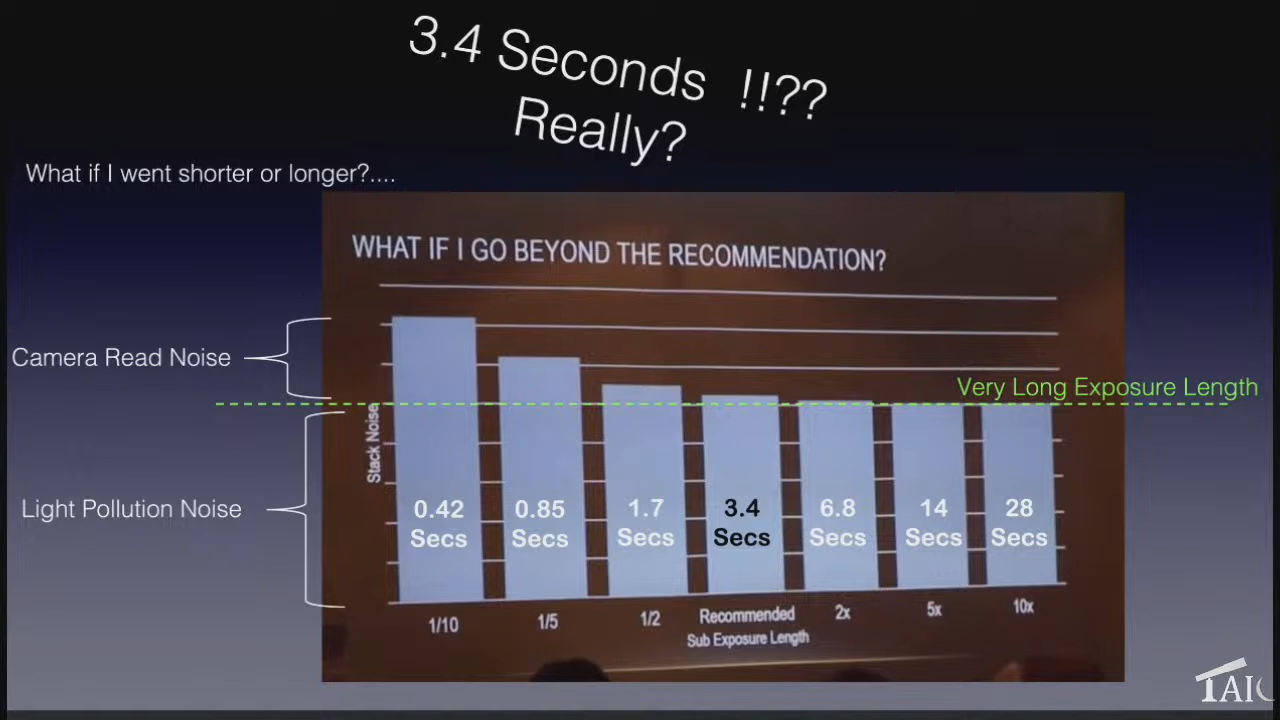 3.4 Seconds !!??
Really?
What if I went shorter or longer?....
WHAT IF I GO BEYOND THE RECOMMENDATION?
Camera Read Noise
Very Long Exposure Length
Stack Noise
Light Pollution Noise
0.42 Secs
0.85 Secs
1.7 Secs
3.4 Secs
6.8 Secs
14 Secs
28 Secs
1/10
1/5
1/2
Recommended
2x
5x
10x
Sub Exposure Length
TAIC